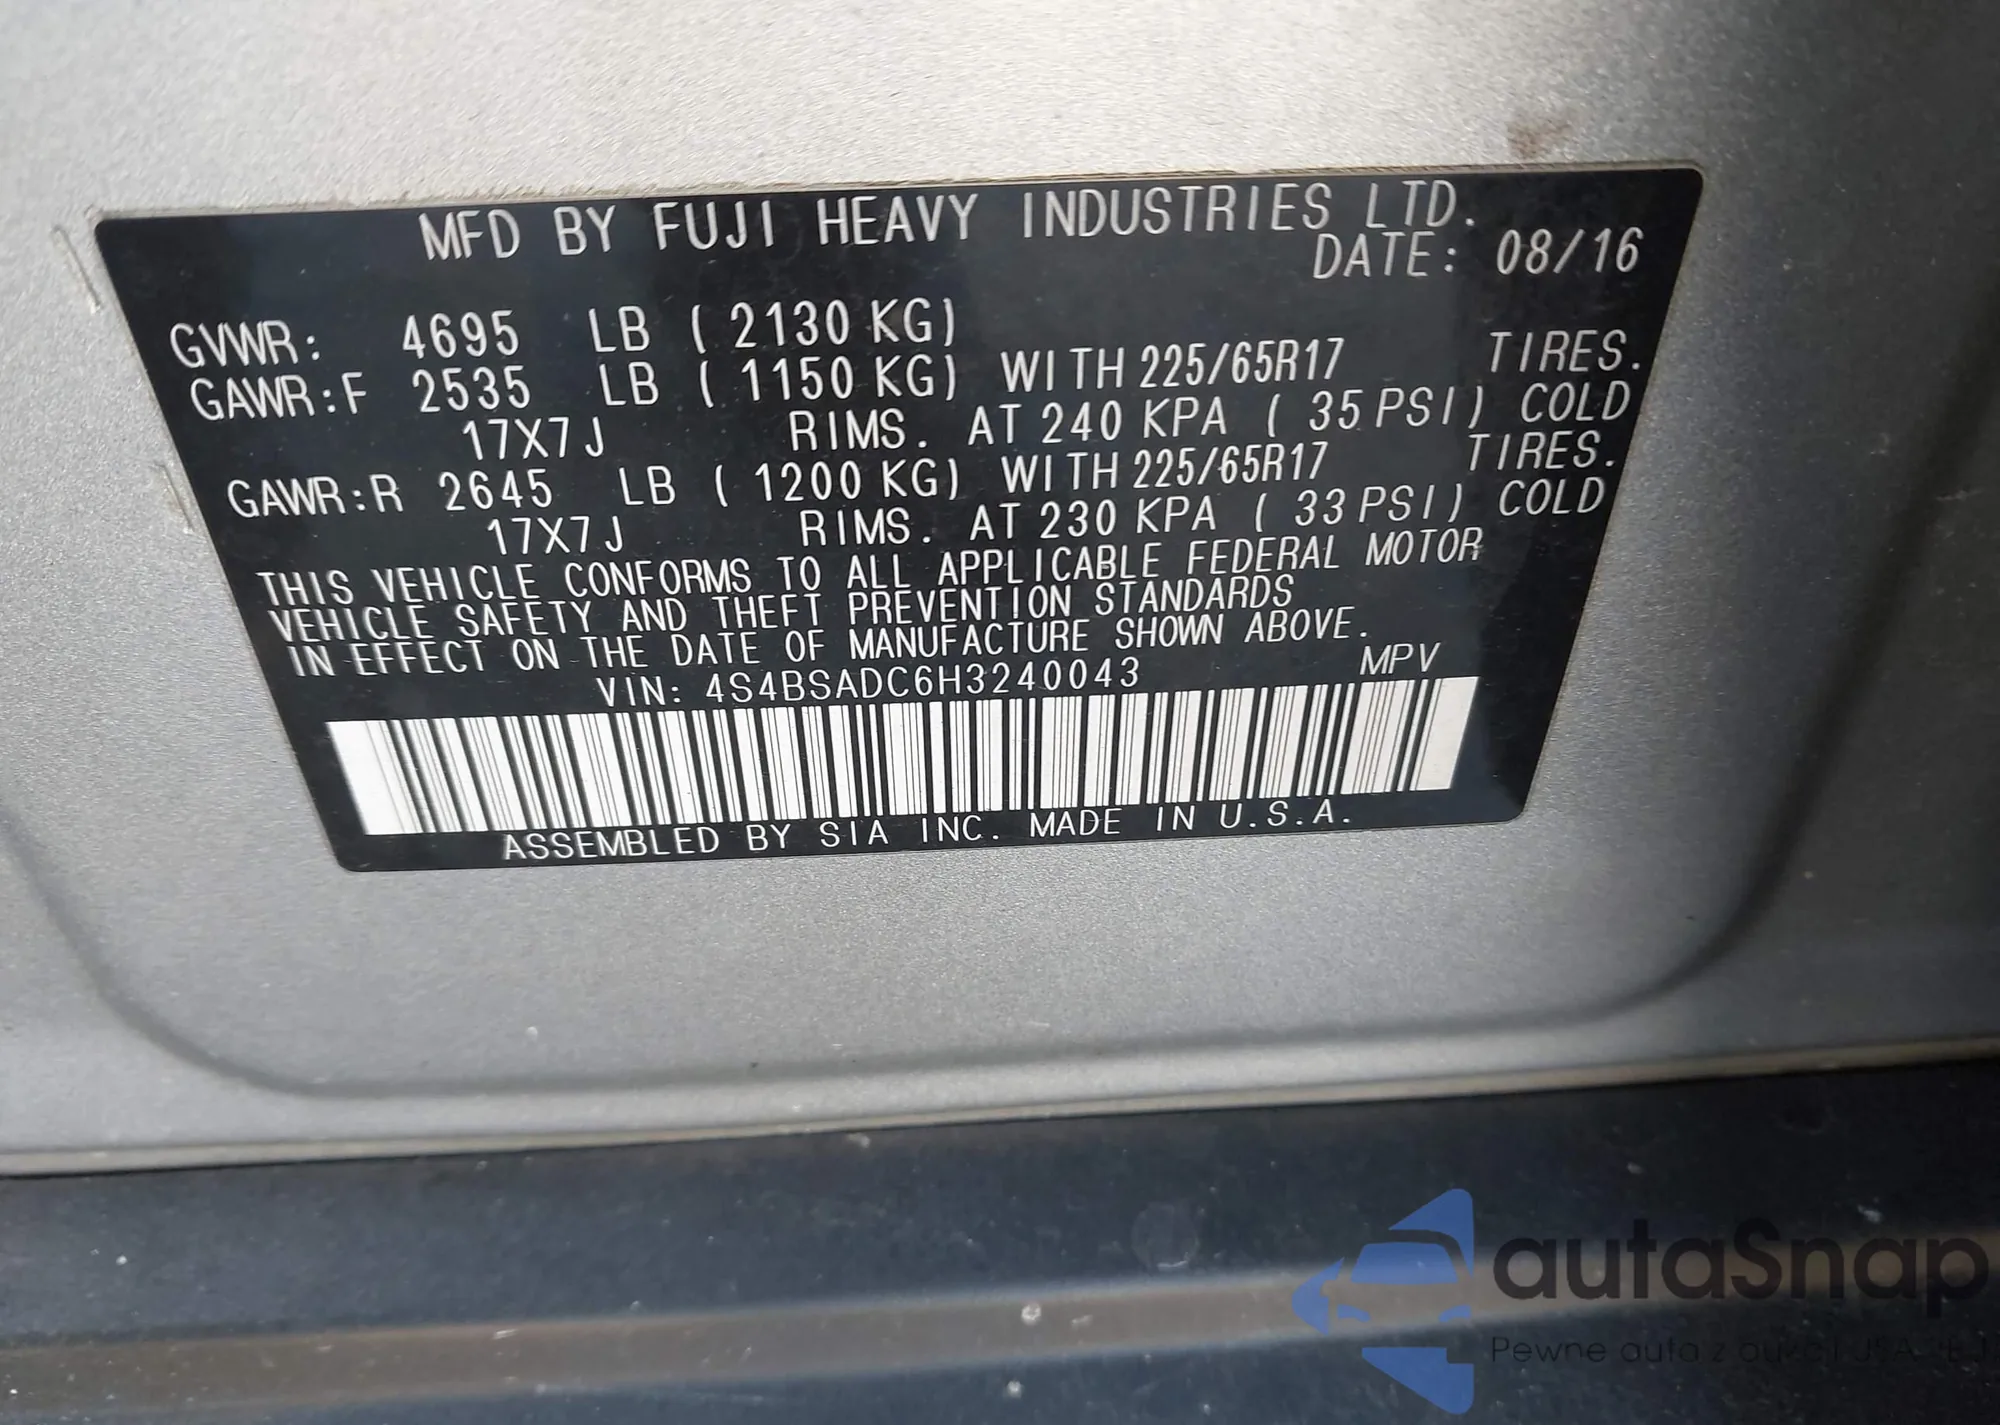 MFD BY FUJI HEAVY INDUSTRIES LTD.
DATE: 08/16
GVWR: 4695 LB ( 2130 KG)
GAWR:F 2535 LB ( 1150 KG) WITH 225/65R17 TIRES.
17X7J RIMS. AT 240 KPA ( 35 PSI) COLD
GAWR:R 2645 LB ( 1200 KG) WITH 225/65R17 TIRES.
17X7J RIMS. AT 230 KPA ( 33 PSI) COLD
THIS VEHICLE CONFORMS TO ALL APPLICABLE FEDERAL MOTOR
VEHICLE SAFETY AND THEFT PREVENTION STANDARDS
IN EFFECT ON THE DATE OF MANUFACTURE SHOWN ABOVE.
VIN: 4S4BSADC6H3240043 MPV
ASSEMBLED BY SIA INC. MADE IN U.S.A.
autaSnap
Pewne auta z